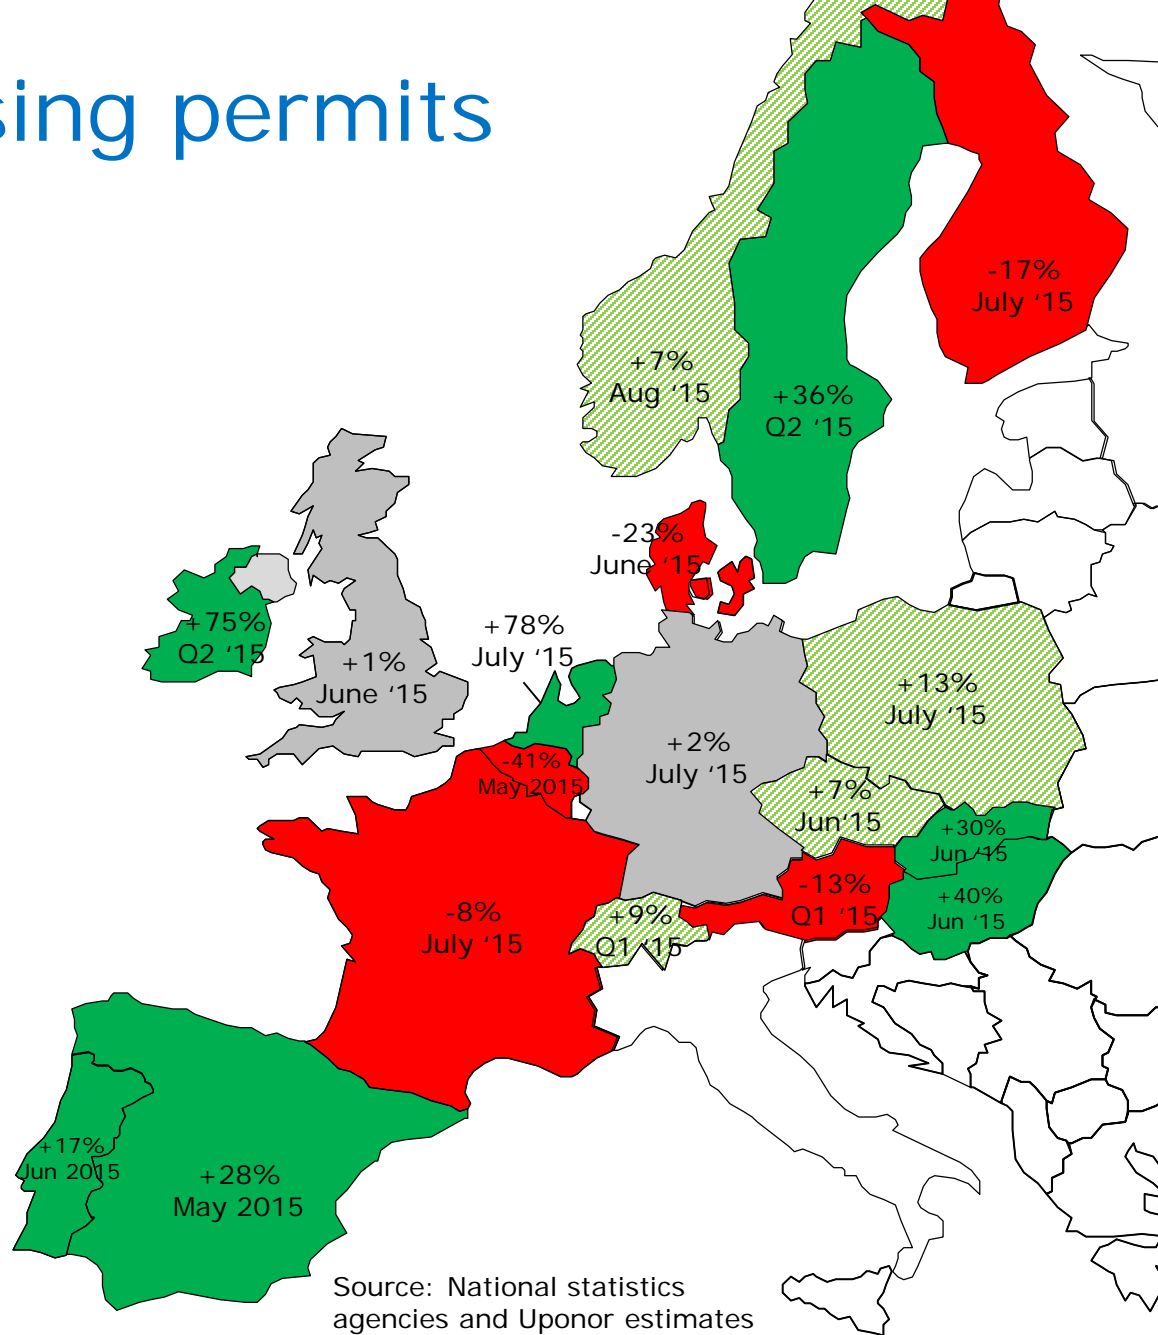 sing permits
-17%
July ‘15
+7%
Aug ‘15
+36%
Q2 ‘15
-23%
June ‘15
+75%
Q2 ‘15
+78%
July ‘15
+1%
June ‘15
+13%
July ‘15
+2%
July ‘15
-41%
May 2015
+7%
Jun‘15
+30%
Jun ‘15
-13%
Q1 ‘15
+40%
Jun ‘15
-8%
July ‘15
+9%
Q1 ‘15
+17%
Jun 2015
+28%
May 2015
Source: National statistics
agencies and Uponor estimates